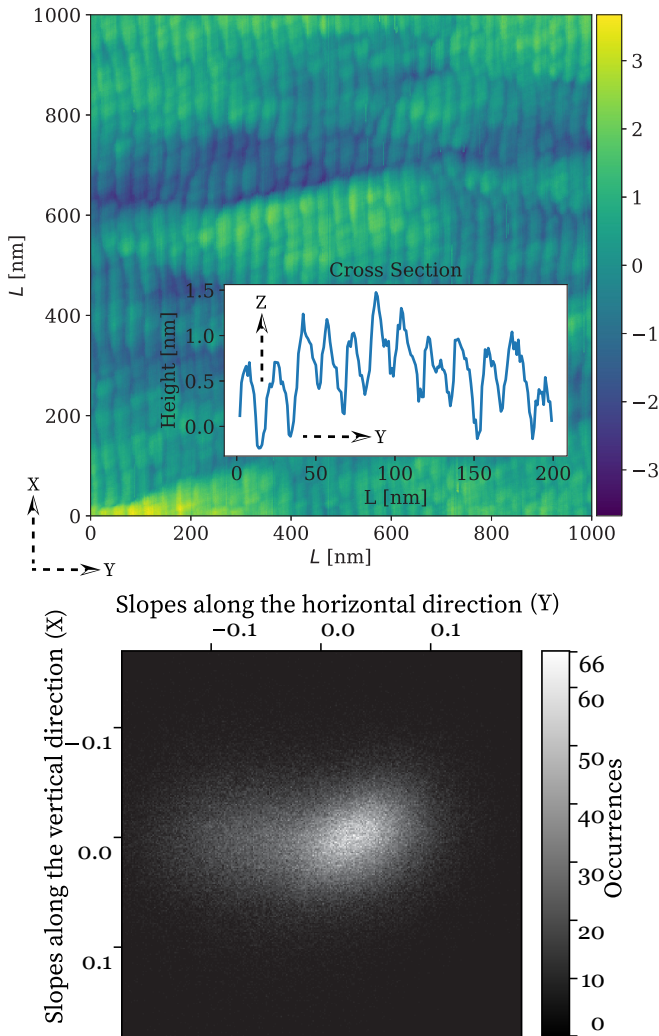 1000
800
600
400
200
0
L [nm]
0 200 400 600 800 1000
L [nm]
3
2
1
0
−1
−2
−3
Cross Section
Height [nm]
1.5
1.0
0.5
0.0
Z
Y
0 50 100 150 200
L [nm]
X
Y
Slopes along the horizontal direction (Y)
−0.1 0.0 0.1
Slopes along the vertical direction (X)
−0.1
0.0
0.1
66
60
50
40
30
20
10
0
Occurrences